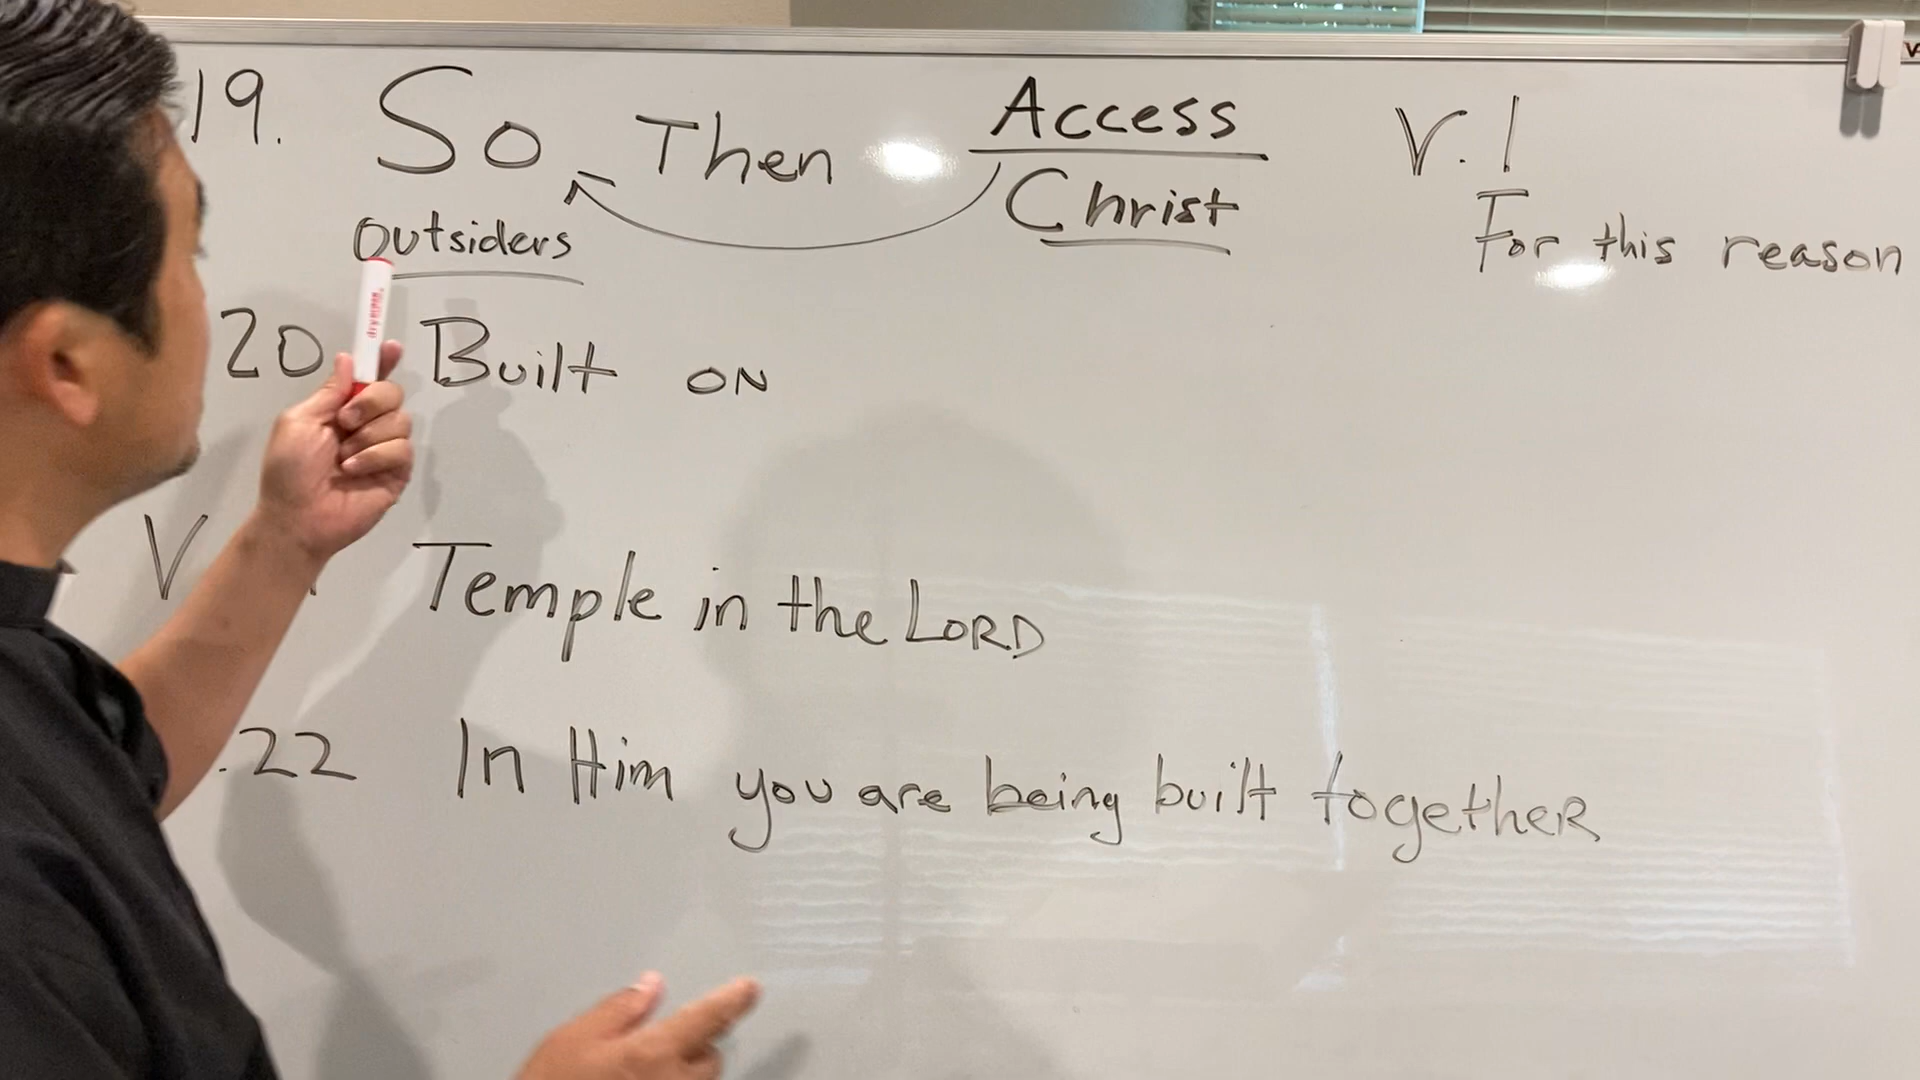 19. So Then Access V. 1
Christ
For this reason
Outsiders
20 Built ON
V Temple in the LORD
.22 In Him you are being built together